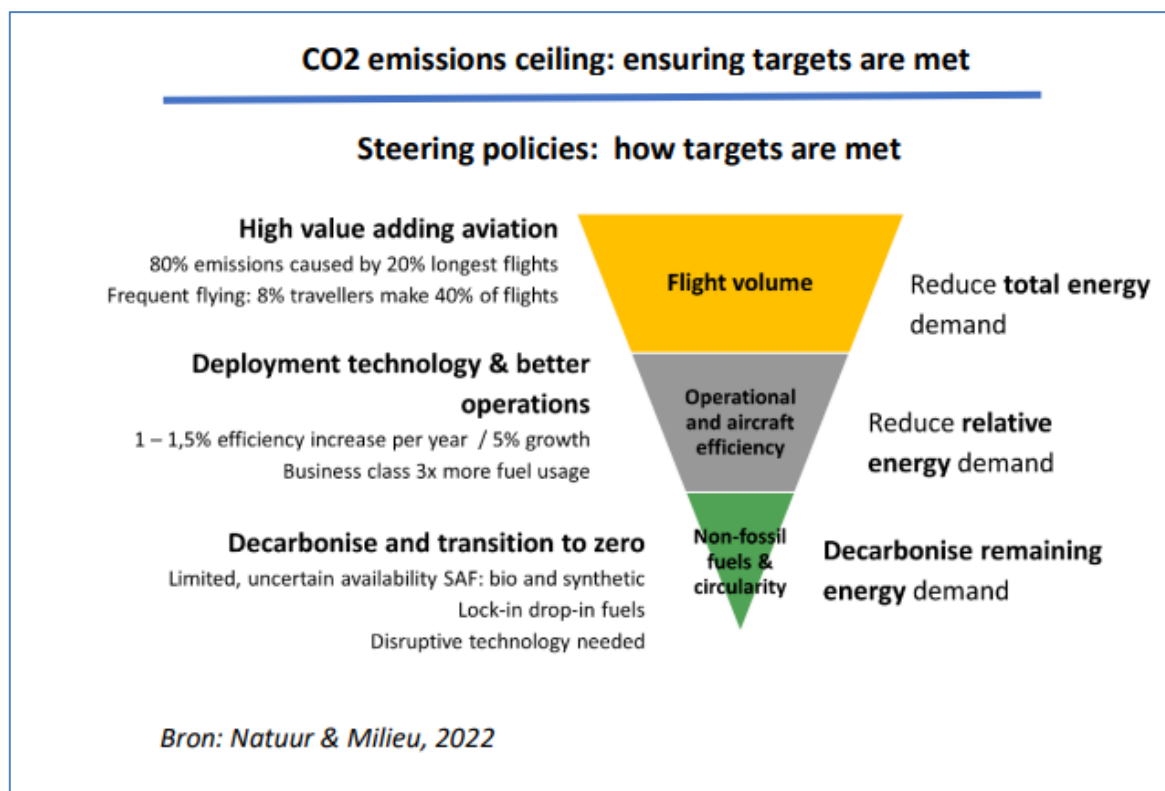 CO2 emissions ceiling: ensuring targets are met
Steering policies:  how targets are met
High value adding aviation
80% emissions caused by 20% longest flights
Frequent flying: 8% travellers make 40% of flights
Flight volume
Reduce total energy
demand
Deployment technology & better
operations
1 – 1,5% efficiency increase per year  / 5% growth
Business class 3x more fuel usage
Operational
and aircraft
efficiency
Reduce relative
energy demand
Decarbonise and transition to zero
Limited, uncertain availability SAF: bio and synthetic
Lock-in drop-in fuels
Disruptive technology needed
Non-fossil
fuels &
circularity
Decarbonise remaining
energy demand
Bron: Natuur & Milieu, 2022